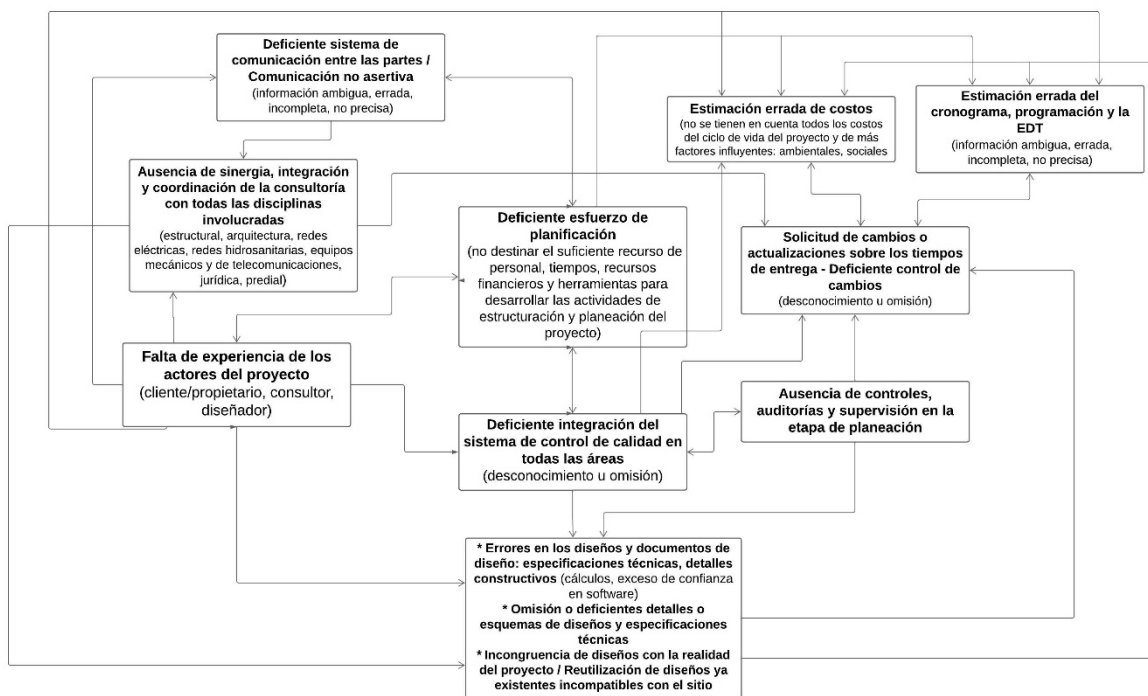 Deficiente sistema de
comunicación entre las partes /
Comunicación no asertiva
(información ambigua, errada,
incompleta, no precisa)
Estimación errada de costos
(no se tienen en cuenta todos los costos
del ciclo de vida del proyecto y de más
factores influyentes: ambientales, sociales
Estimación errada del
cronograma, programación y la
EDT
(información ambigua, errada,
incompleta, no precisa)
Ausencia de sinergia, integración
y coordinación de la consultoría
con todas las disciplinas
involucradas
(estructural, arquitectura, redes
eléctricas, redes hidrosanitarias, equipos
mecánicos y de telecomunicaciones,
jurídica, predial)
Deficiente esfuerzo de
planificación
(no destinar el suficiente recurso de
personal, tiempos, recursos
financieros y herramientas para
desarrollar las actividades de
estructuración y planeación del
proyecto)
Solicitud de cambios o
actualizaciones sobre los tiempos
de entrega - Deficiente control de
cambios
(desconocimiento u omisión)
Falta de experiencia de los
actores del proyecto
(cliente/propietario, consultor,
diseñador)
Deficiente integración del
sistema de control de calidad en
todas las áreas
(desconocimiento u omisión)
Ausencia de controles,
auditorías y supervisión en la
etapa de planeación
* Errores en los diseños y documentos de
diseño: especificaciones técnicas, detalles
constructivos (cálculos, exceso de confianza
en software)
* Omisión o deficientes detalles o
esquemas de diseños y especificaciones
técnicas
* Incongruencia de diseños con la realidad
del proyecto / Reutilización de diseños ya
existentes incompatibles con el sitio